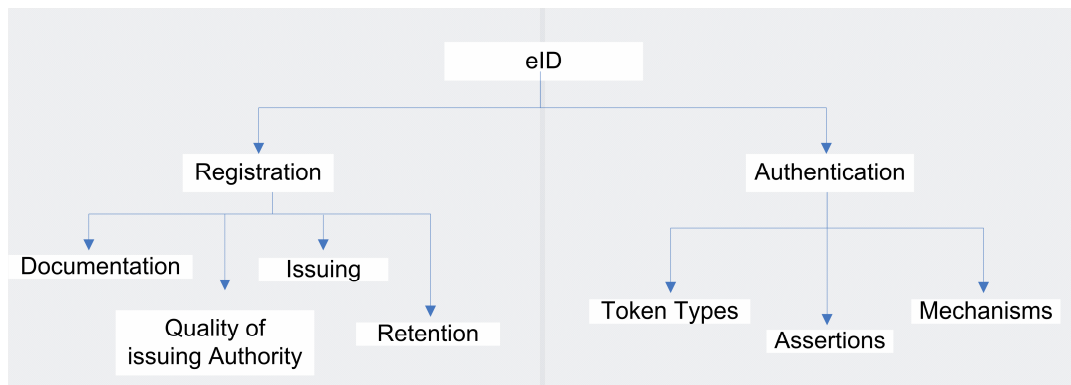 eID
Registration
Authentication
Documentation
Quality of
issuing Authority
Issuing
Retention
Token Types
Assertions
Mechanisms